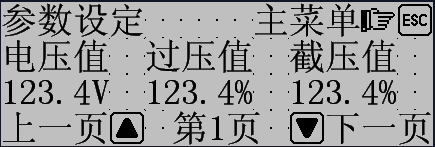 参数设定 主菜单 ESC
电压值 过压值 截压值
123.4V 123.4% 123.4%
上一页 第1页 下一页